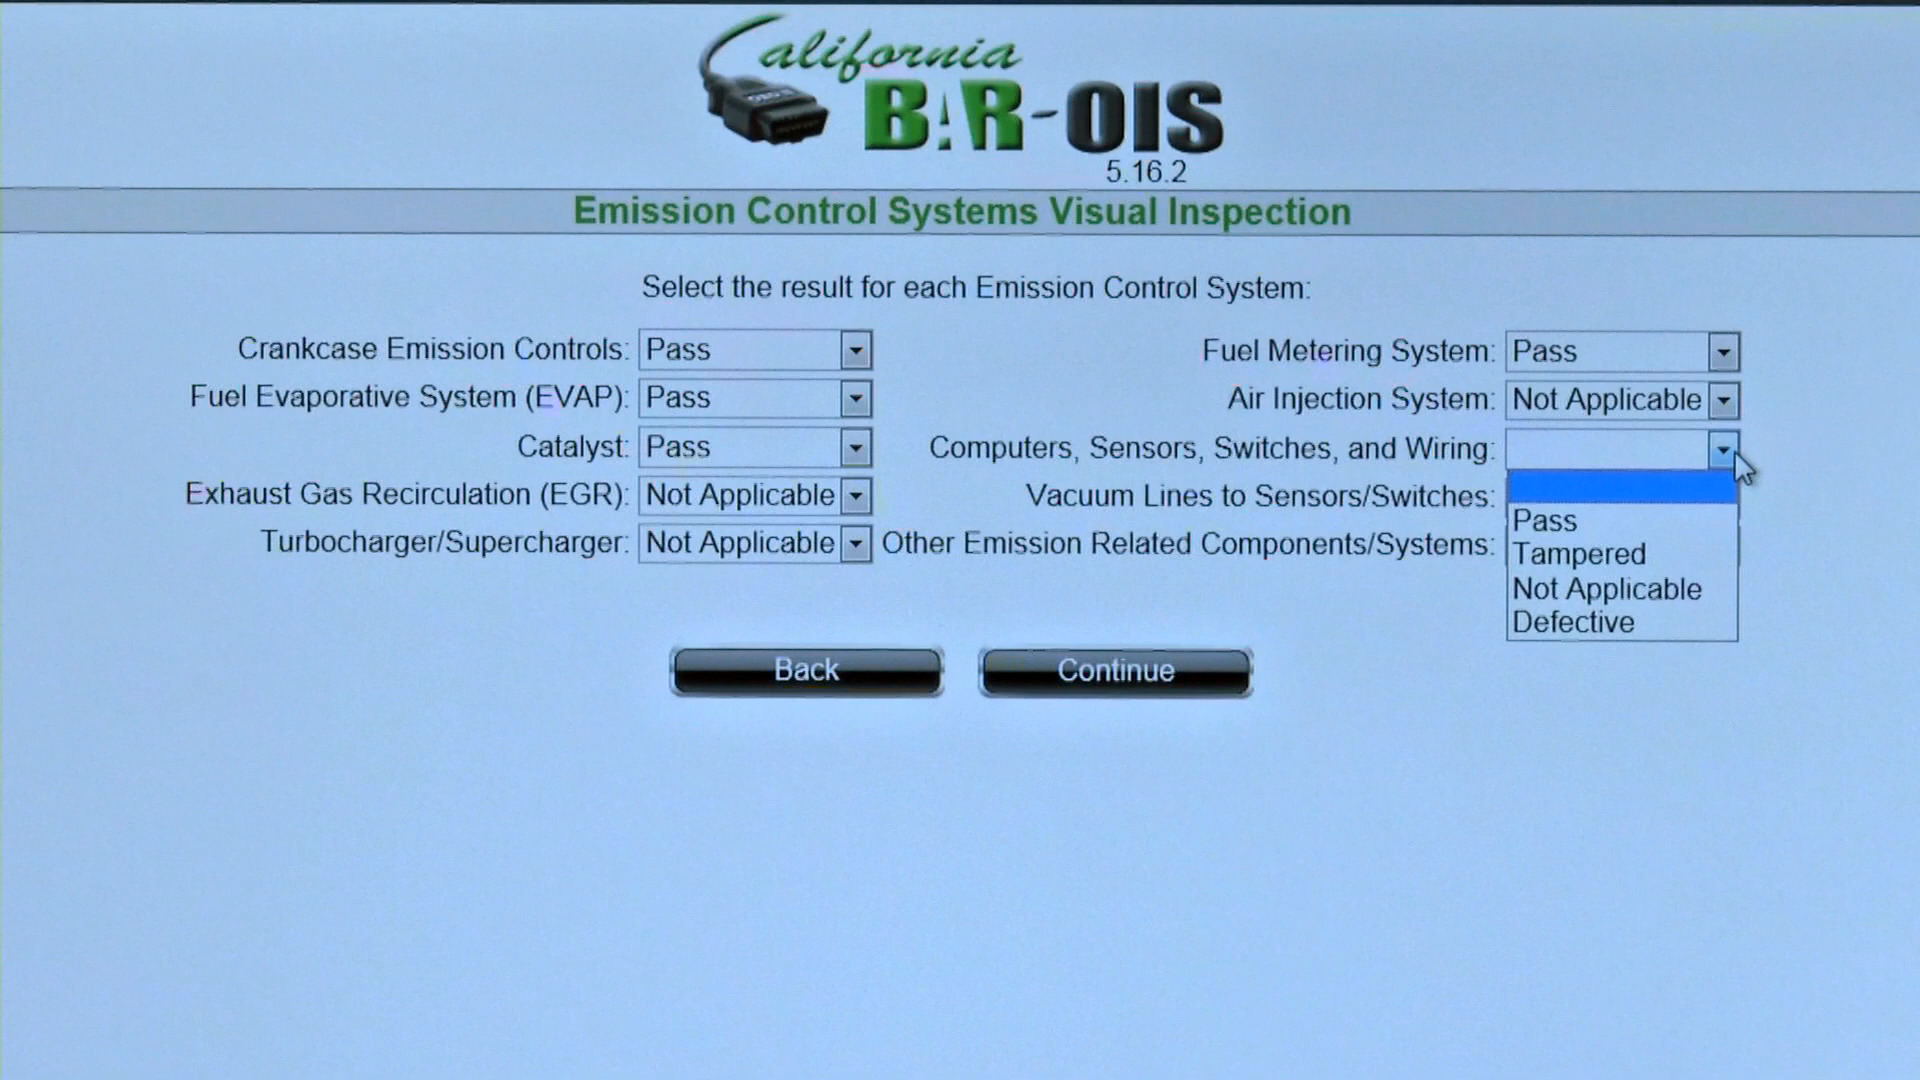 California
BAR-OIS
5.16.2
Emission Control Systems Visual Inspection
Select the result for each Emission Control System:
Crankcase Emission Controls: Pass
Fuel Evaporative System (EVAP): Pass
Catalyst: Pass
Exhaust Gas Recirculation (EGR): Not Applicable
Turbocharger/Supercharger: Not Applicable
Fuel Metering System: Pass
Air Injection System: Not Applicable
Computers, Sensors, Switches, and Wiring:
Vacuum Lines to Sensors/Switches:
Other Emission Related Components/Systems:
Pass
Tampered
Not Applicable
Defective
Back
Continue